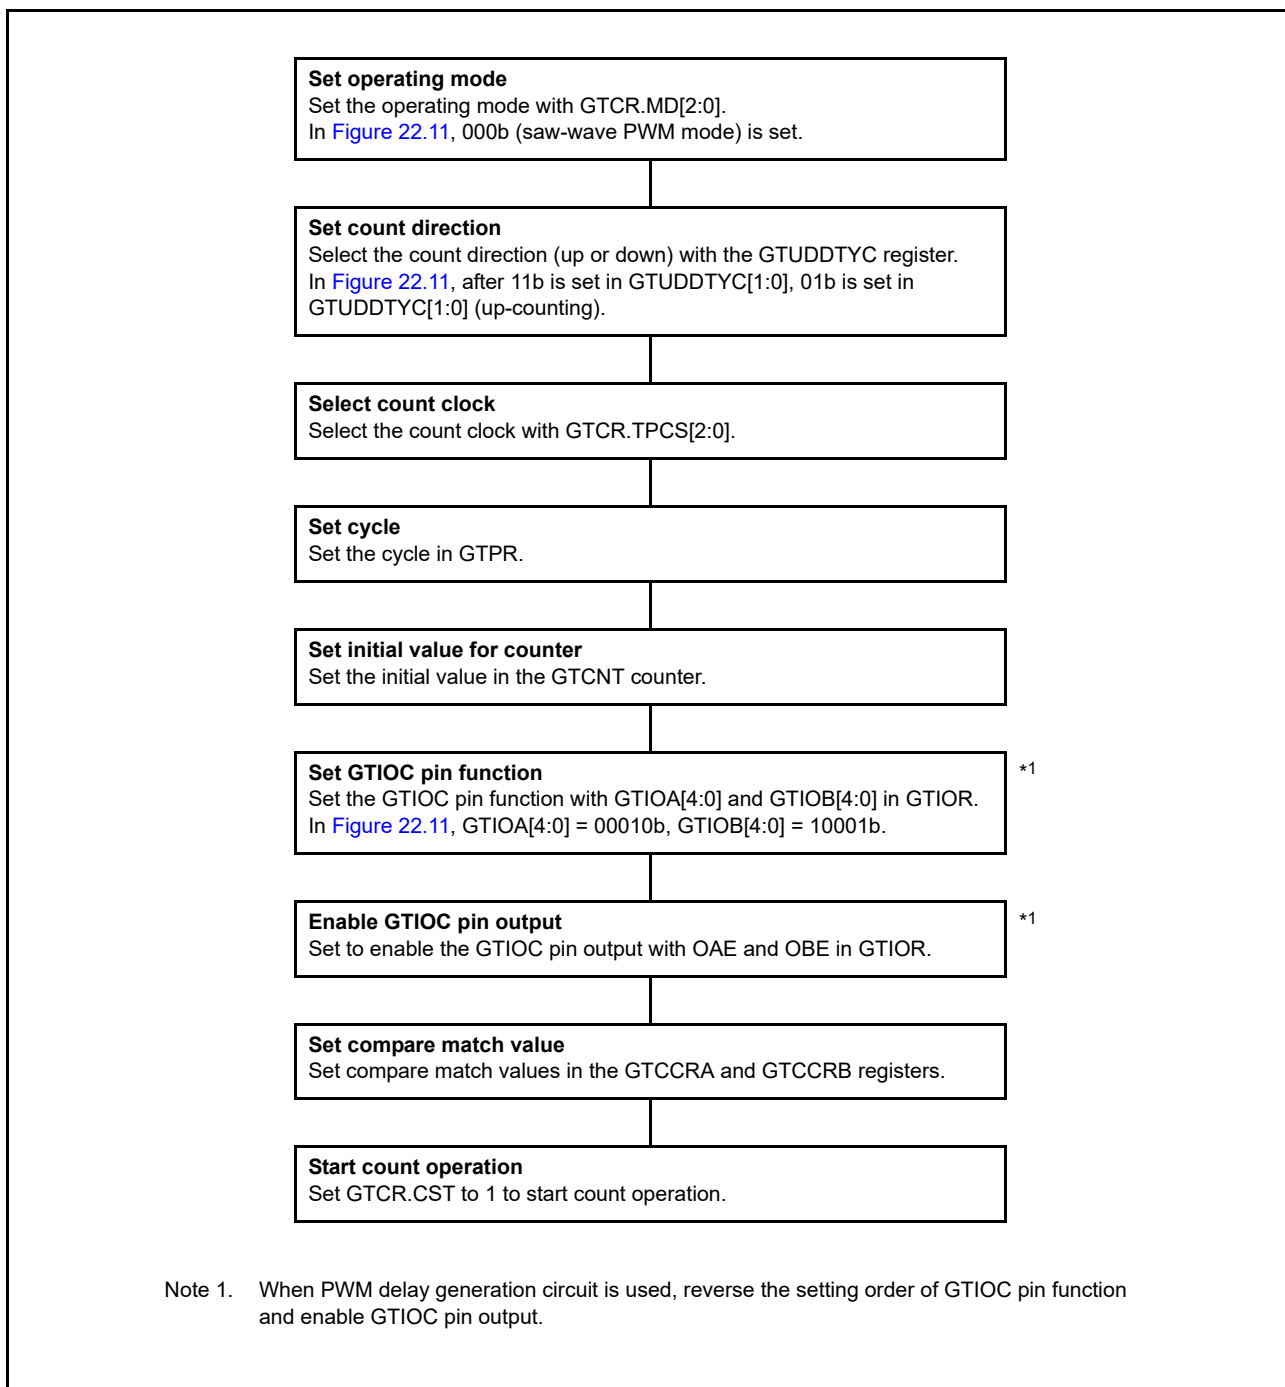 Set operating mode
Set the operating mode with GTCR.MD[2:0].
In Figure 22.11, 000b (saw-wave PWM mode) is set.
Set count direction
Select the count direction (up or down) with the GTUDDTYC register.
In Figure 22.11, after 11b is set in GTUDDTYC[1:0], 01b is set in
GTUDDTYC[1:0] (up-counting).
Select count clock
Select the count clock with GTCR.TPCS[2:0].
Set cycle
Set the cycle in GTPR.
Set initial value for counter
Set the initial value in the GTCNT counter.
Set GTIOC pin function *1
Set the GTIOC pin function with GTIOA[4:0] and GTIOB[4:0] in GTIOR.
In Figure 22.11, GTIOA[4:0] = 00010b, GTIOB[4:0] = 10001b.
Enable GTIOC pin output *1
Set to enable the GTIOC pin output with OAE and OBE in GTIOR.
Set compare match value
Set compare match values in the GTCCRA and GTCCRB registers.
Start count operation
Set GTCR.CST to 1 to start count operation.
Note 1. When PWM delay generation circuit is used, reverse the setting order of GTIOC pin function
and enable GTIOC pin output.